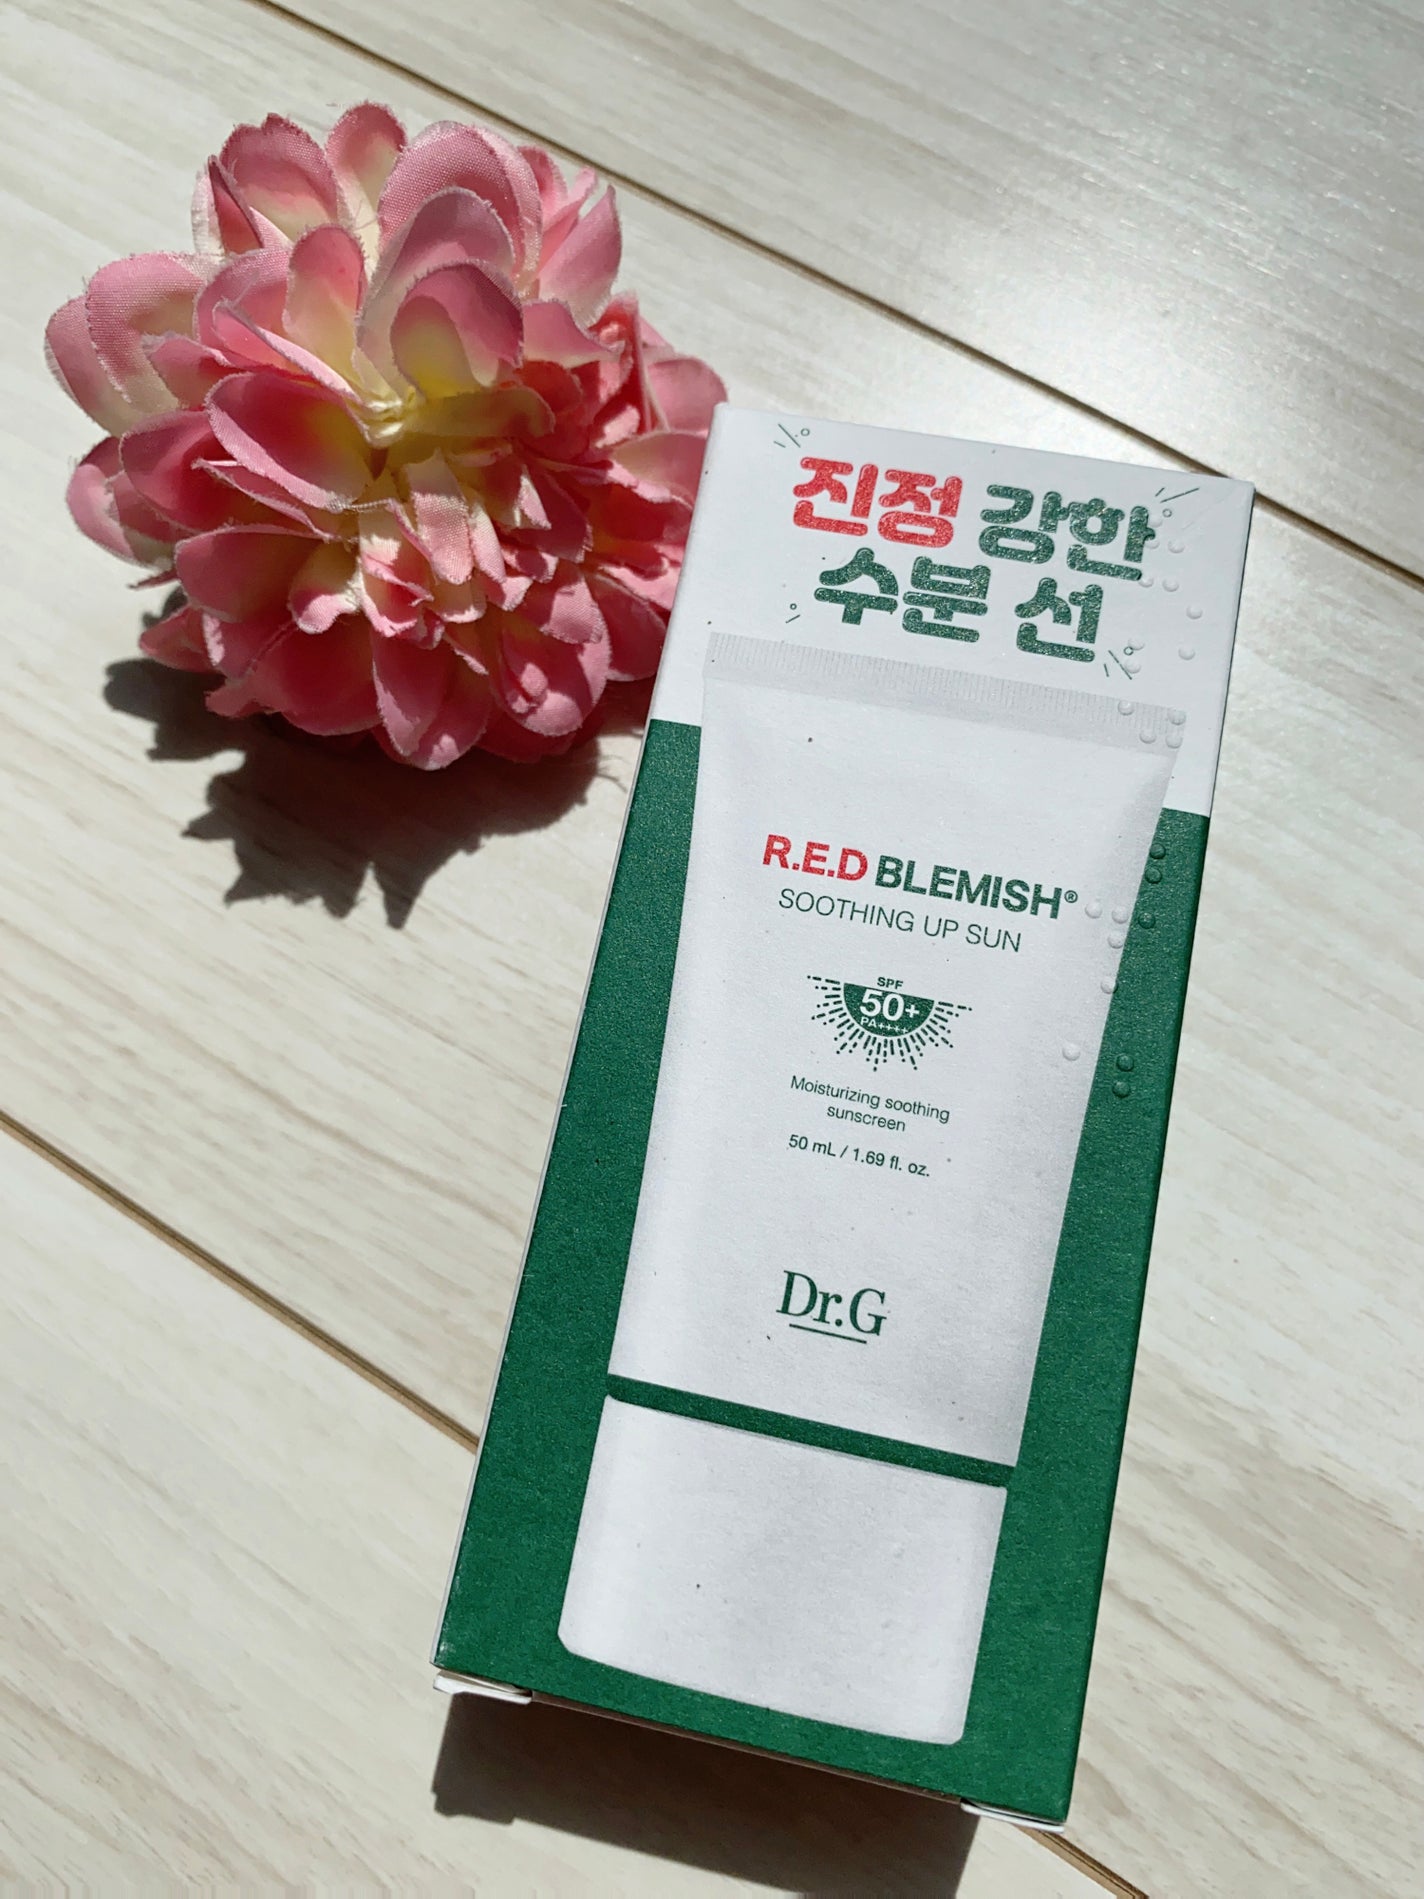 진정 강한
수분 선
R.E.D BLEMISH®
SOOTHING UP SUN
SPF
50+
PA++++
Moisturizing soothing
sunscreen
50 mL / 1.69 fl. oz.
Dr.G